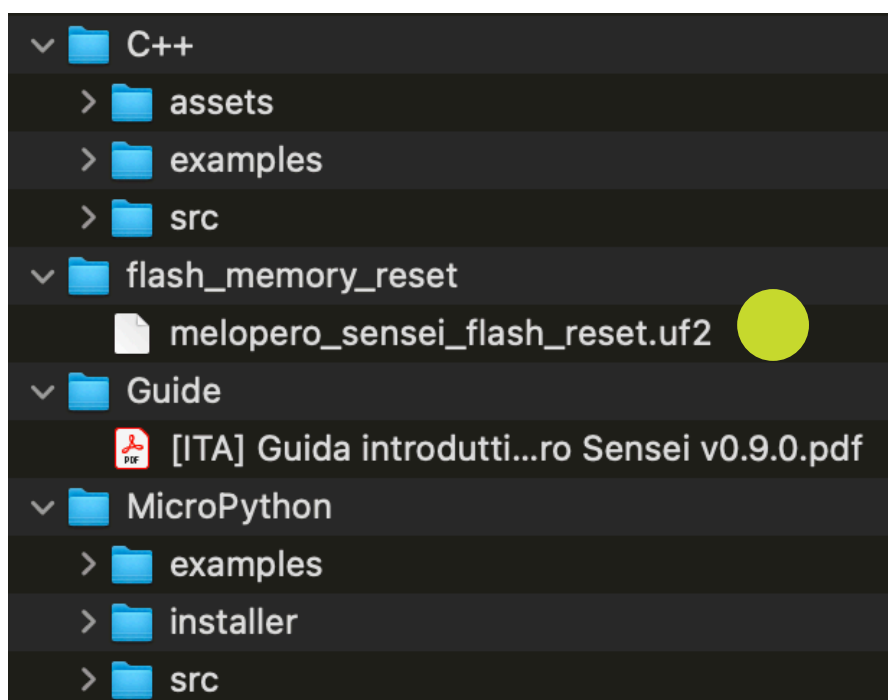 C++
assets
examples
src
flash_memory_reset
melopero_sensei_flash_reset.uf2
Guide
PDF
[ITA] Guida introdutti...ro Sensei v0.9.0.pdf
MicroPython
examples
installer
src